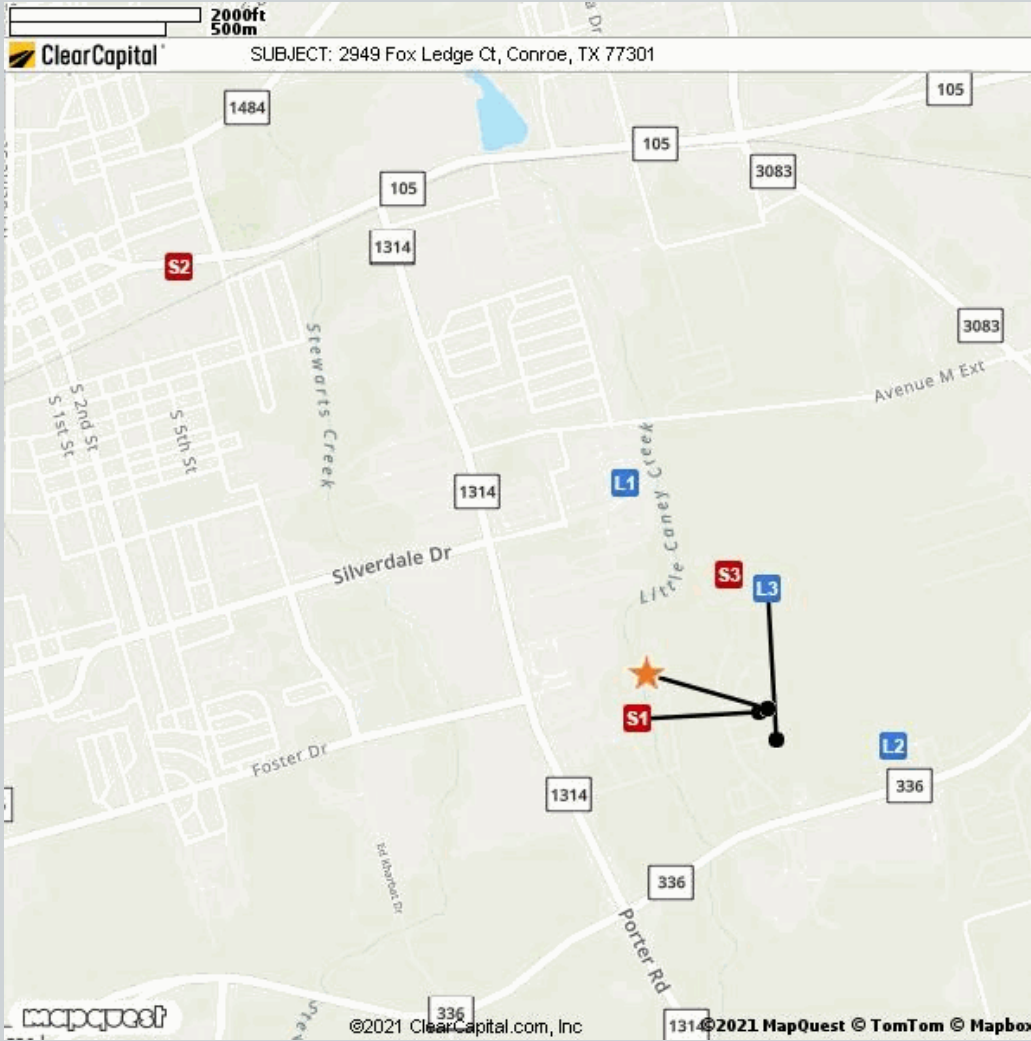 2000ft
500m
ClearCapital
SUBJECT: 2949 Fox Ledge Ct, Conroe, TX 77301
1484
105
105
105
3083
1314
S2
3083
Stewarts Creek
Avenue M Ext
S 1st St
S 2nd St
S 5th St
Little Caney Creek
L1
1314
Silverdale Dr
S3
L3
S1
Foster Dr
L2
336
1314
336
Porter Rd
336
1314
mapquest
©2021 ClearCapital.com, Inc
©2021 MapQuest © TomTom © Mapbox